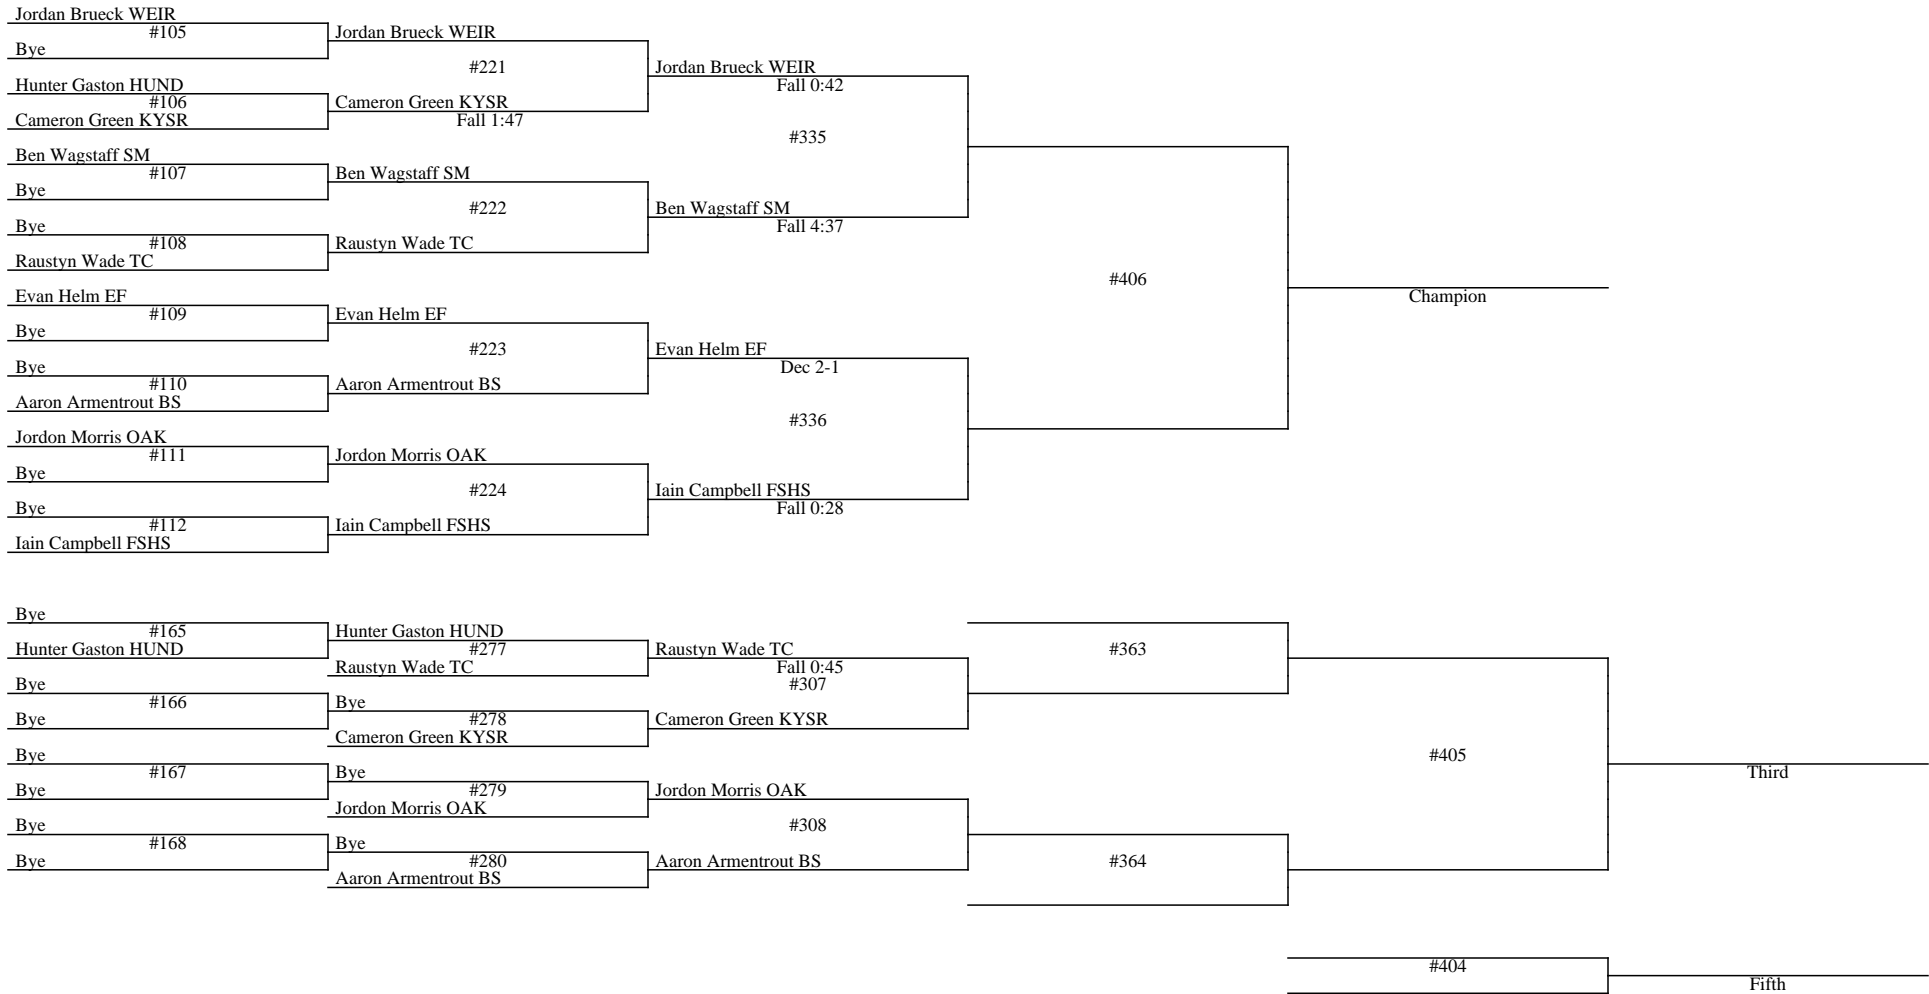 Jordan Brueck WEIR
#105
Bye
Hunter Gaston HUND
#106
Cameron Green KYSR
Ben Wagstaff SM
#107
Bye
Bye
#108
Raustyn Wade TC
Evan Helm EF
#109
Bye
Bye
#110
Aaron Armentrout BS
Jordon Morris OAK
#111
Bye
Bye
#112
Iain Campbell FSHS
Jordan Brueck WEIR
#221
Cameron Green KYSR
Fall 1:47
Ben Wagstaff SM
#222
Raustyn Wade TC
Evan Helm EF
#223
Aaron Armentrout BS
Jordon Morris OAK
#224
Iain Campbell FSHS
Jordan Brueck WEIR
Fall 0:42
#335
Ben Wagstaff SM
Fall 4:37
Evan Helm EF
Dec 2-1
#336
Iain Campbell FSHS
Fall 0:28
#406
Champion
Bye
#165
Hunter Gaston HUND
Bye
#166
Bye
Bye
#167
Bye
Bye
#168
Bye
Hunter Gaston HUND
#277
Raustyn Wade TC
Bye
#278
Cameron Green KYSR
Bye
#279
Jordon Morris OAK
Bye
#280
Aaron Armentrout BS
Raustyn Wade TC
Fall 0:45
#307
Cameron Green KYSR
Jordon Morris OAK
#308
Aaron Armentrout BS
#363
#364
#405
Third
#404
Fifth